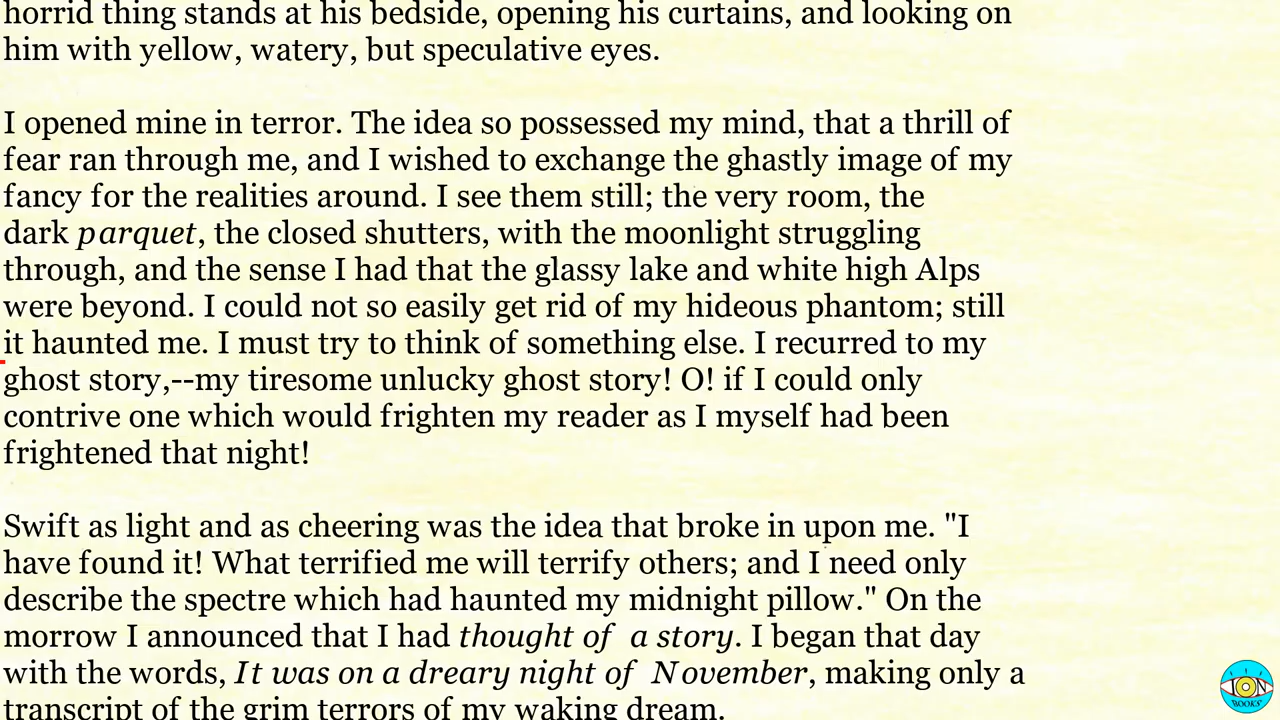 horrid thing stands at his bedside, opening his curtains, and looking on
him with yellow, watery, but speculative eyes.
I opened mine in terror. The idea so possessed my mind, that a thrill of
fear ran through me, and I wished to exchange the ghastly image of my
fancy for the realities around. I see them still; the very room, the
dark parquet, the closed shutters, with the moonlight struggling
through, and the sense I had that the glassy lake and white high Alps
were beyond. I could not so easily get rid of my hideous phantom; still
it haunted me. I must try to think of something else. I recurred to my
ghost story,--my tiresome unlucky ghost story! O! if I could only
contrive one which would frighten my reader as I myself had been
frightened that night!
Swift as light and as cheering was the idea that broke in upon me. "I
have found it! What terrified me will terrify others; and I need only
describe the spectre which had haunted my midnight pillow." On the
morrow I announced that I had thought of a story. I began that day
with the words, It was on a dreary night of November, making only a
transcript of the grim terrors of my waking dream.
ION
BOOKS